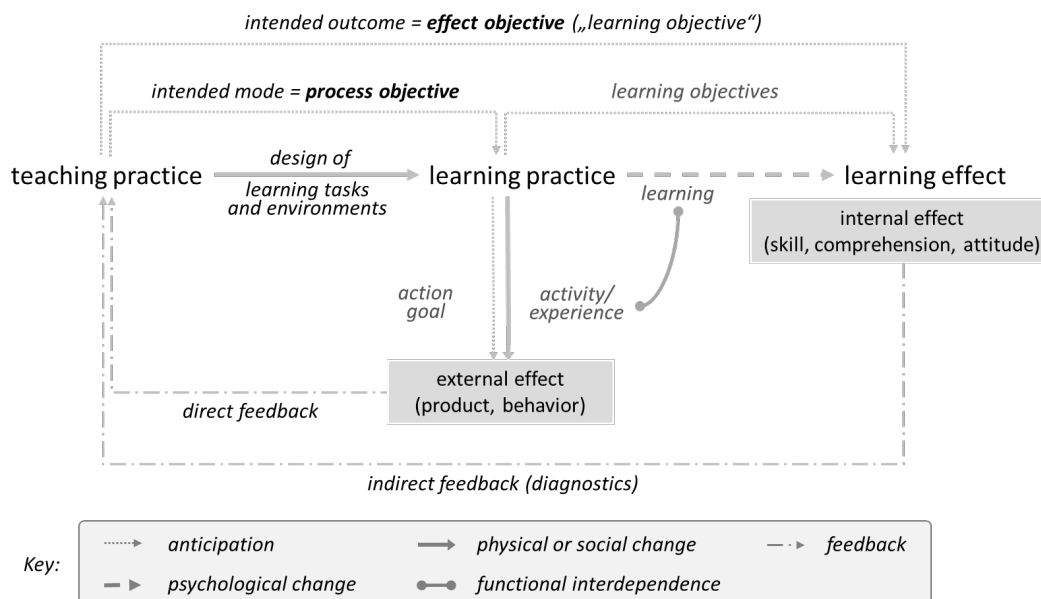 intended outcome = effect objective („learning objective“)
intended mode = process objective
learning objectives
teaching practice
design of
learning tasks
and environments
learning practice
learning
learning effect
internal effect
(skill, comprehension, attitude)
action
goal
activity/
experience
external effect
(product, behavior)
direct feedback
indirect feedback (diagnostics)
Key:
anticipation
physical or social change
feedback
psychological change
functional interdependence